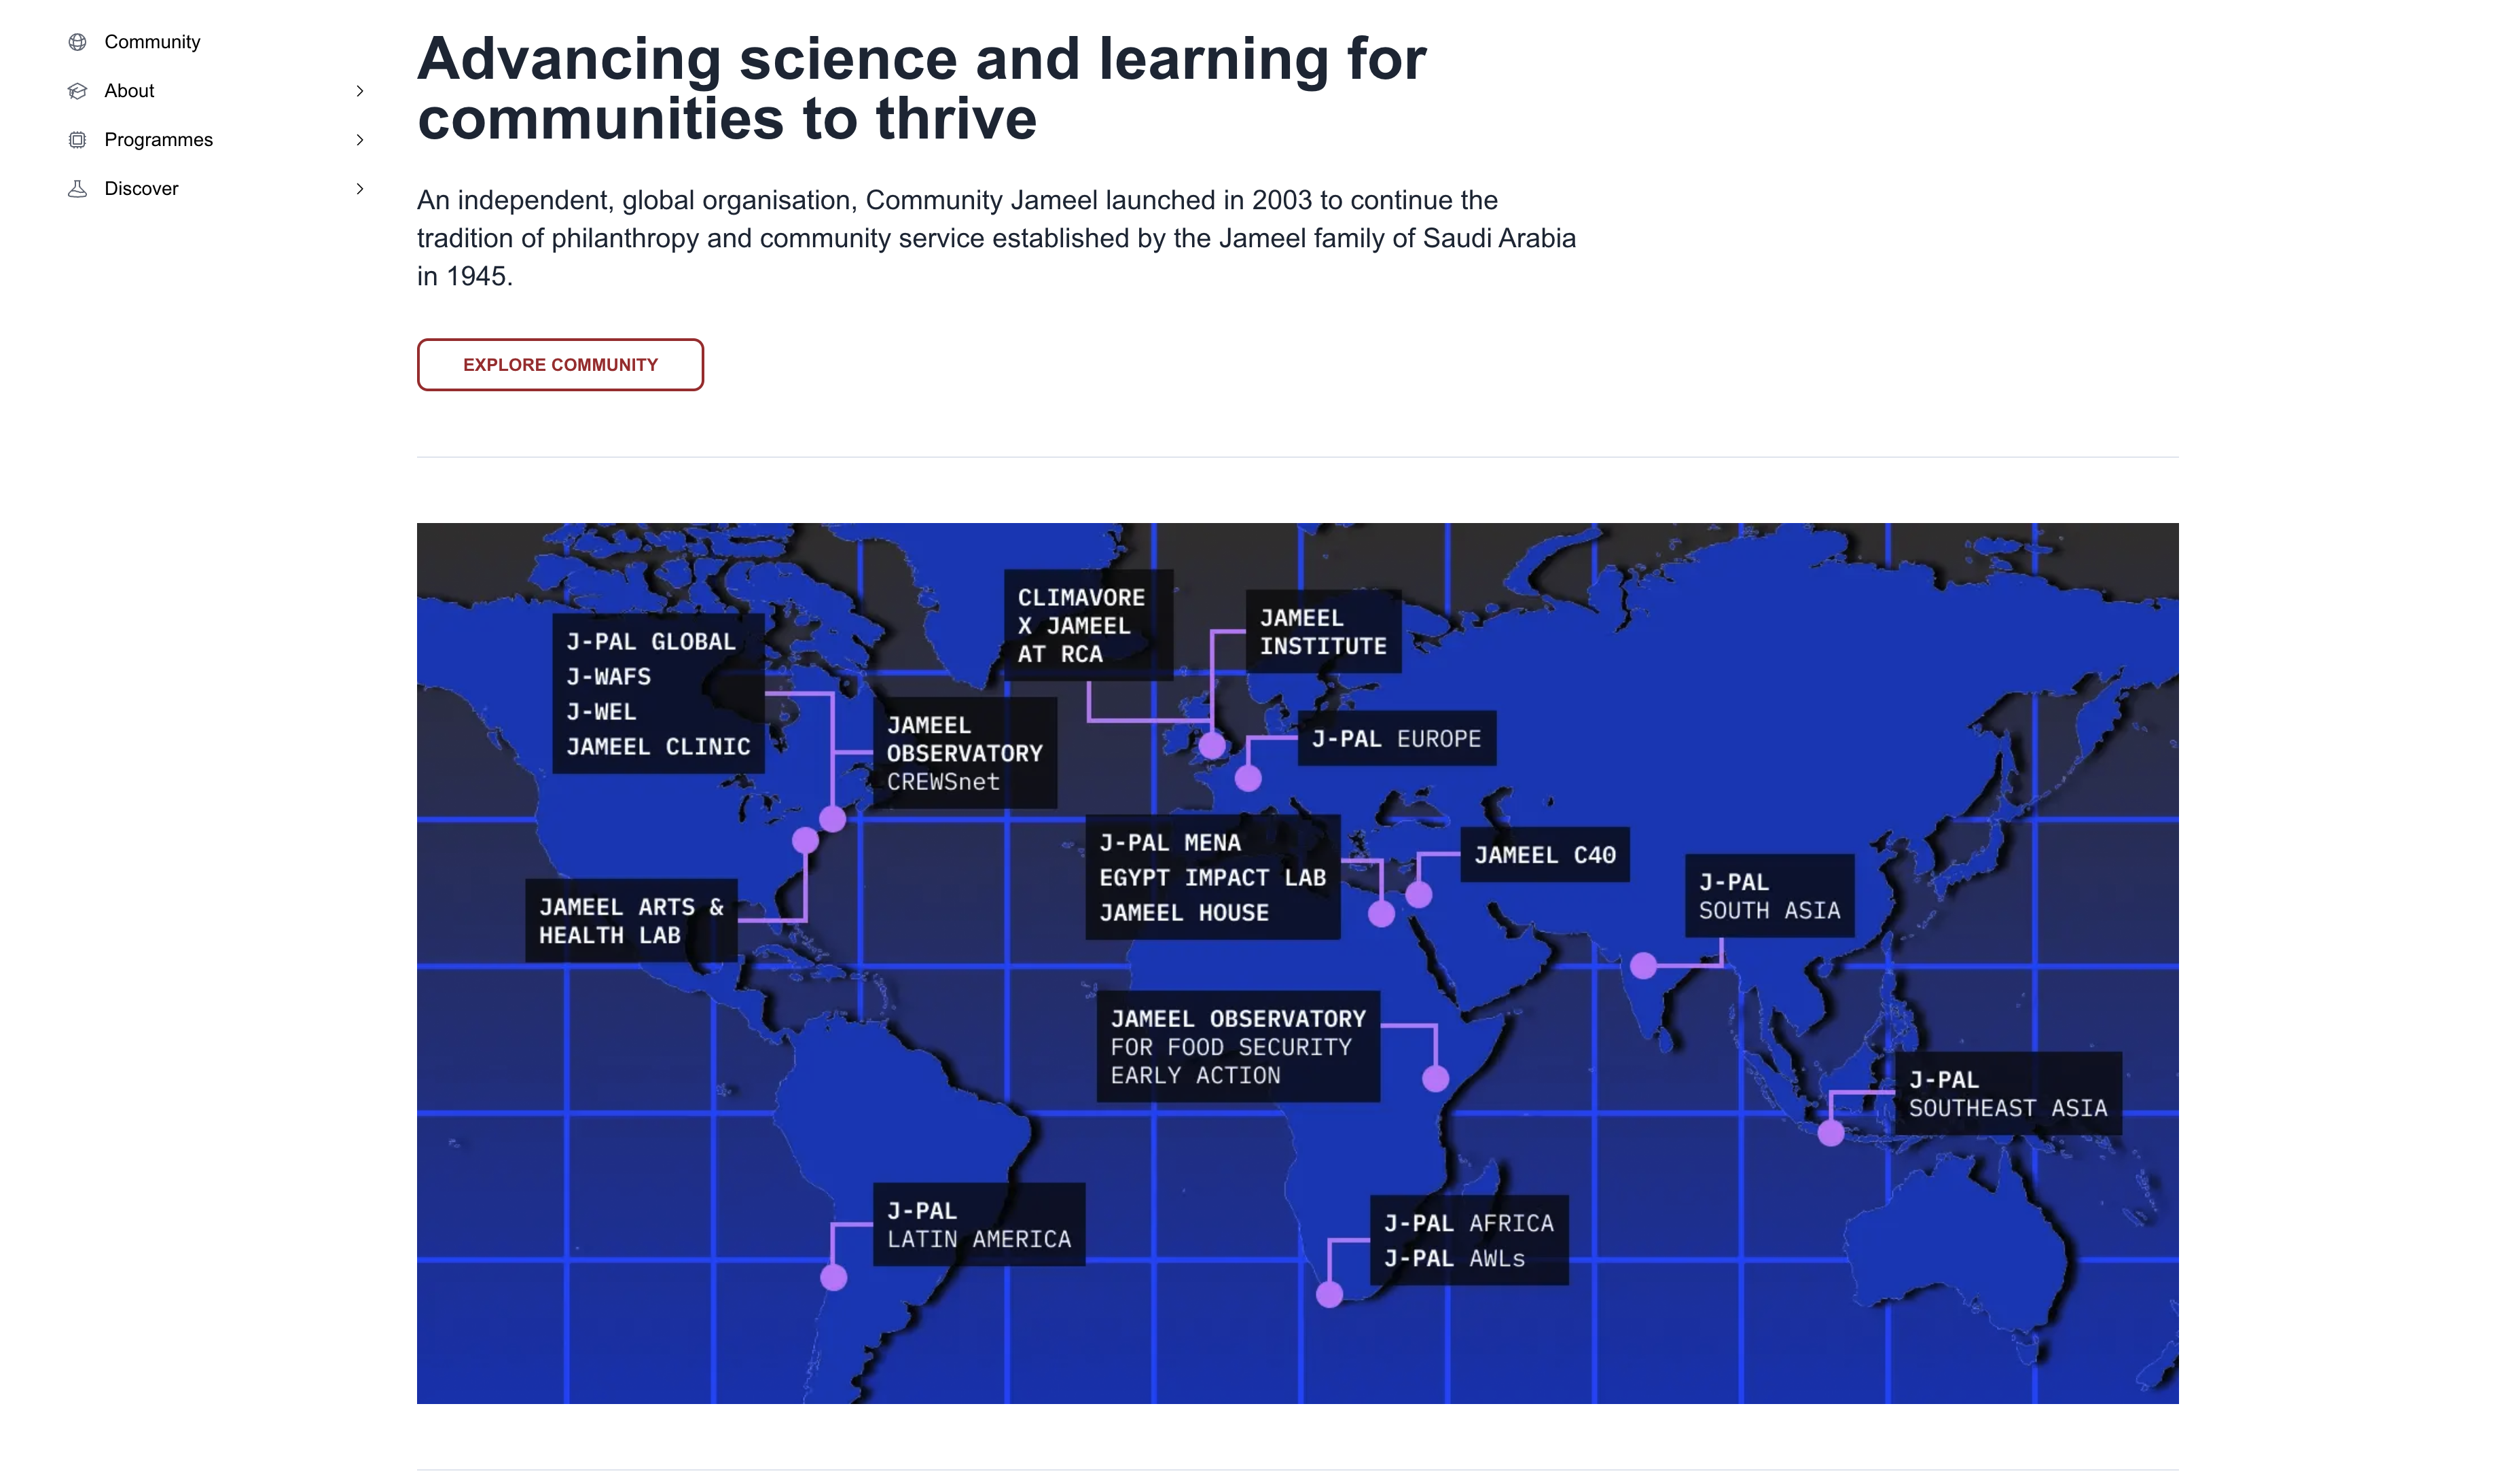 Community
About
Programmes
Discover
Advancing science and learning for
communities to thrive
An independent, global organisation, Community Jameel launched in 2003 to continue the
tradition of philanthropy and community service established by the Jameel family of Saudi Arabia
in 1945.
EXPLORE COMMUNITY
J-PAL GLOBAL
J-WAFS
J-WEL
JAMEEL CLINIC
JAMEEL
OBSERVATORY
CREWSnet
JAMEEL ARTS &
HEALTH LAB
CLIMAVORE
X JAMEEL
AT RCA
JAMEEL
INSTITUTE
J-PAL EUROPE
J-PAL MENA
EGYPT IMPACT LAB
JAMEEL HOUSE
JAMEEL C40
J-PAL
SOUTH ASIA
JAMEEL OBSERVATORY
FOR FOOD SECURITY
EARLY ACTION
J-PAL
SOUTHEAST ASIA
J-PAL
LATIN AMERICA
J-PAL AFRICA
J-PAL AWLs